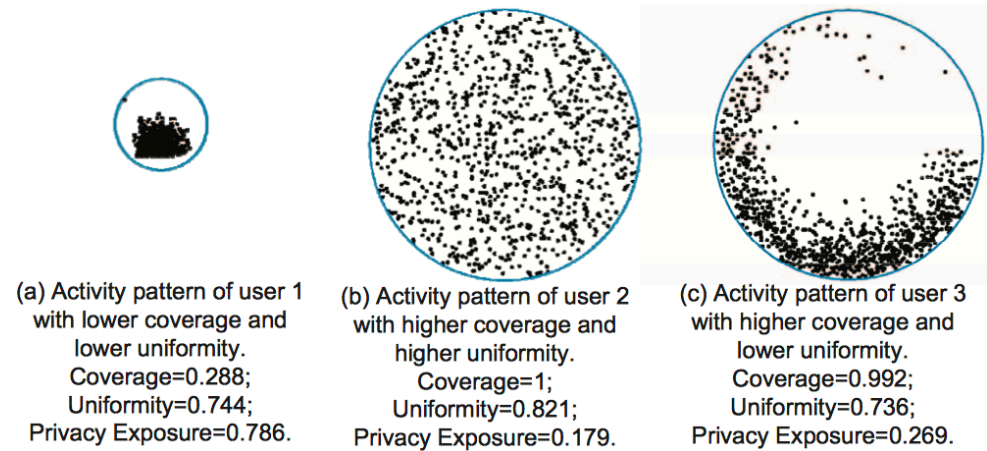 (a) Activity pattern of user 1
with lower coverage and
lower uniformity.
Coverage=0.288;
Uniformity=0.744;
Privacy Exposure=0.786.
(b) Activity pattern of user 2
with higher coverage and
higher uniformity.
Coverage=1;
Uniformity=0.821;
Privacy Exposure=0.179.
(c) Activity pattern of user 3
with higher coverage and
lower uniformity.
Coverage=0.992;
Uniformity=0.736;
Privacy Exposure=0.269.